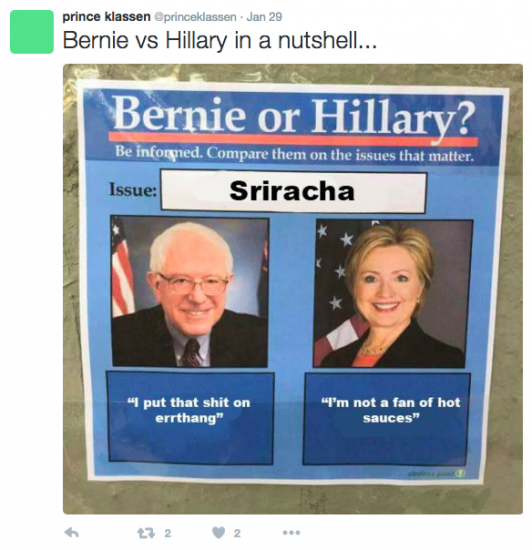 prince klassen @princeklassen · Jan 29
Bernie vs Hillary in a nutshell...
Bernie or Hillary?
Be informed. Compare them on the issues that matter.
Issue: Sriracha
“I put that shit on
errthang”
“I’m not a fan of hot
sauces”
2 2